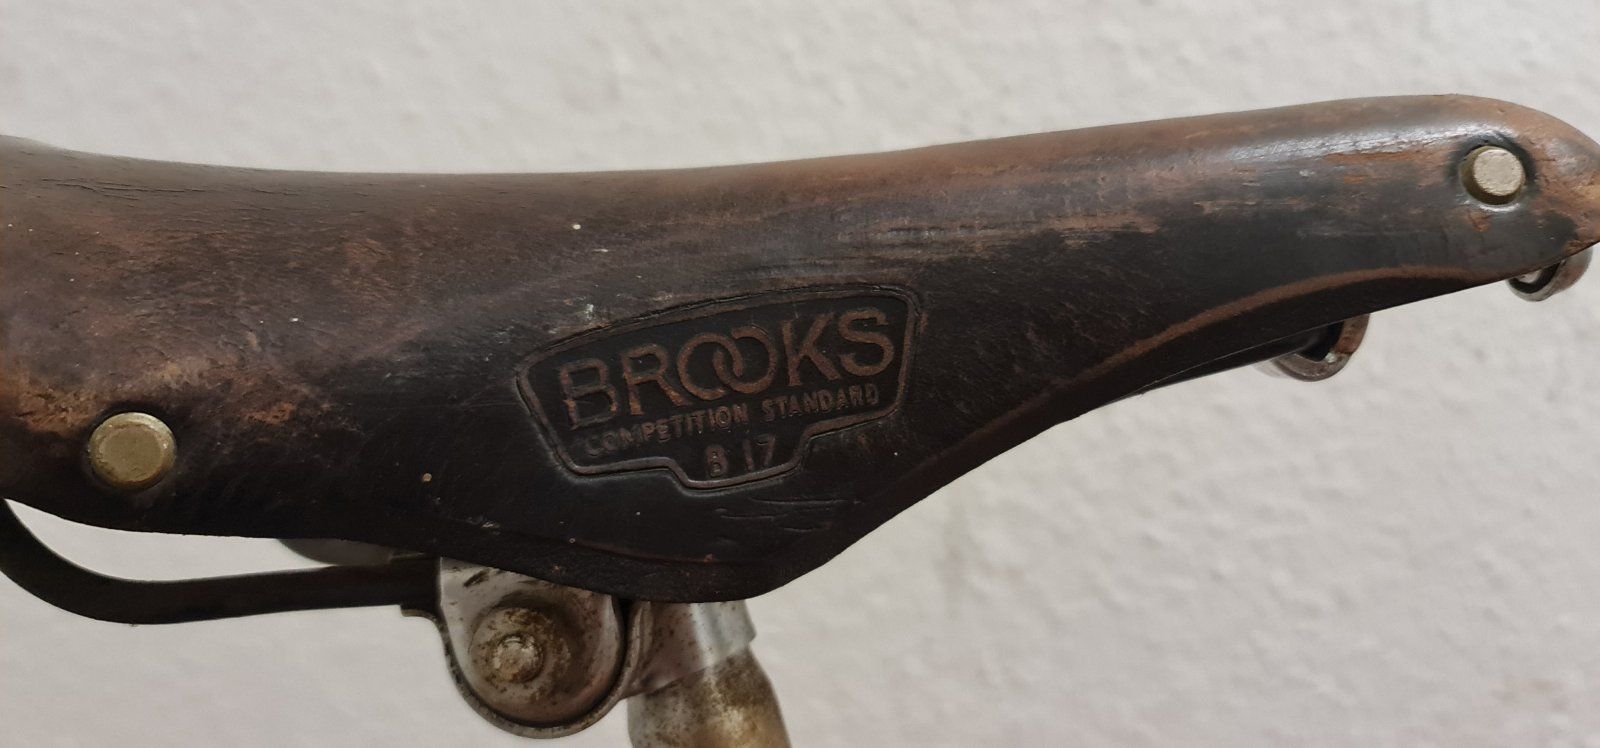 BROOKS
COMPETITION STANDARD
B 17